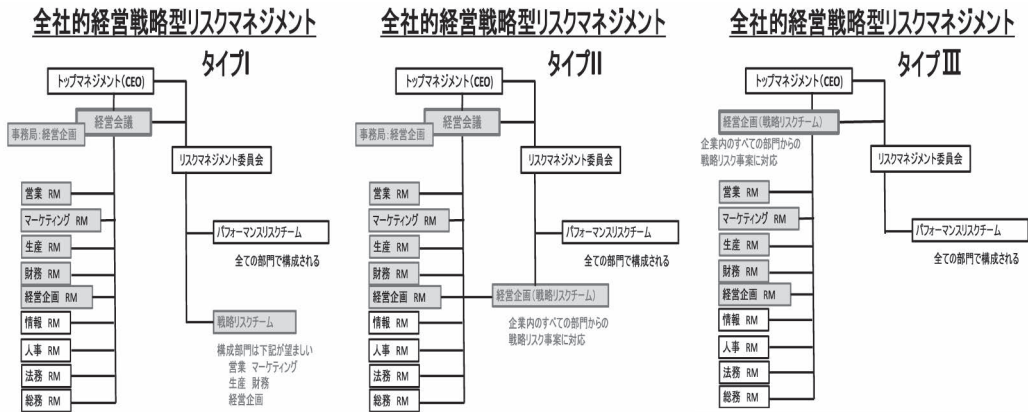 全社的経営戦略型リスクマネジメント
タイプI
トップマネジメント(CEO)
経営会議
事務局:経営企画
リスクマネジメント委員会
営業 RM
マーケティング RM
生産 RM
財務 RM
経営企画 RM
情報 RM
人事 RM
法務 RM
総務 RM
パフォーマンスリスクチーム
全ての部門で構成される
戦略リスクチーム
構成部門は下記が望ましい
営業 マーケティング
生産 財務
経営企画
全社的経営戦略型リスクマネジメント
タイプII
トップマネジメント(CEO)
経営会議
事務局:経営企画
リスクマネジメント委員会
営業 RM
マーケティング RM
生産 RM
財務 RM
経営企画 RM
情報 RM
人事 RM
法務 RM
総務 RM
パフォーマンスリスクチーム
全ての部門で構成される
経営企画(戦略リスクチーム)
企業内のすべての部門からの
戦略リスク事案に対応
全社的経営戦略型リスクマネジメント
タイプⅢ
トップマネジメント(CEO)
経営企画(戦略リスクチーム)
企業内のすべての部門からの
戦略リスク事案に対応
リスクマネジメント委員会
営業 RM
マーケティング RM
生産 RM
財務 RM
経営企画 RM
情報 RM
人事 RM
法務 RM
総務 RM
パフォーマンスリスクチーム
全ての部門で構成される